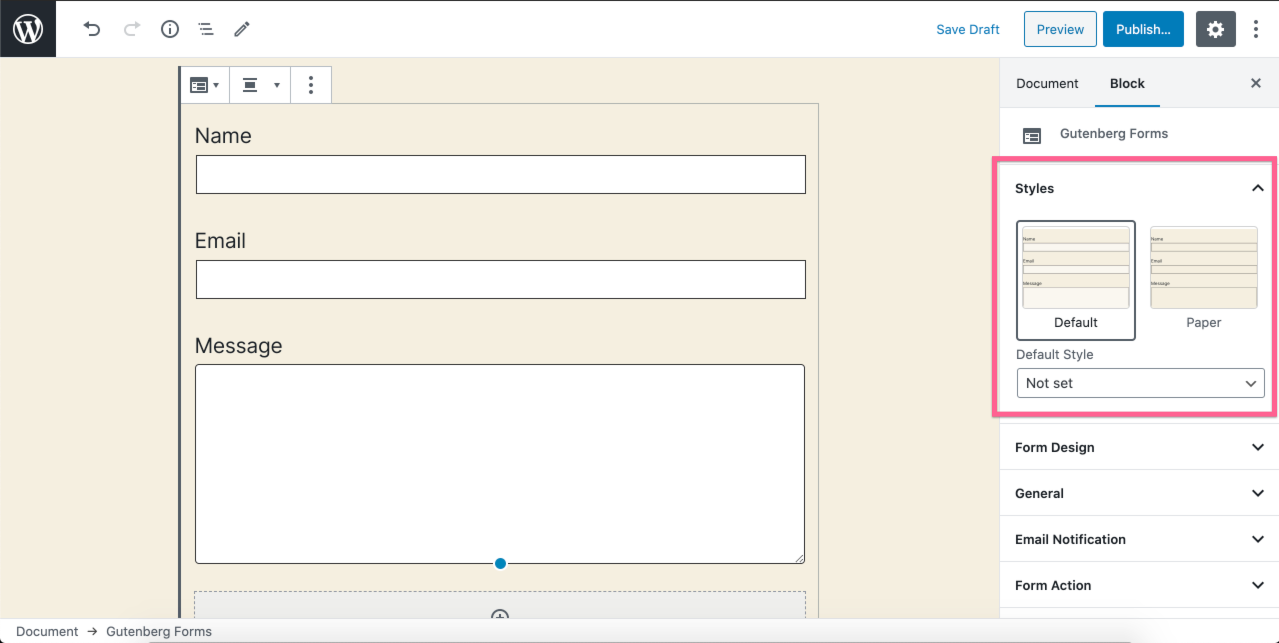 Save Draft
Preview
Publish...
Document
Block
Gutenberg Forms
Name
Email
Message
Styles
Name
Email
Message
Default
Name
Email
Message
Paper
Default Style
Not set
Form Design
General
Email Notification
Form Action
Document → Gutenberg Forms